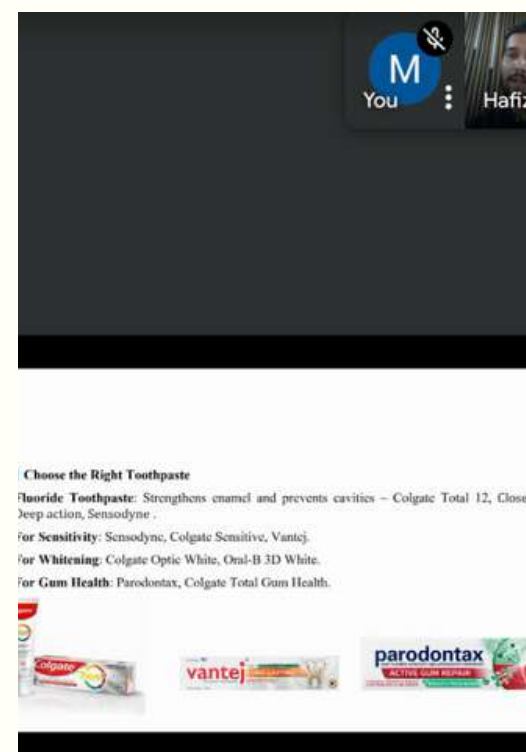 M
You
Hafiz
Choose the Right Toothpaste
Fluoride Toothpaste: Strengthens enamel and prevents cavities – Colgate Total 12, Close
Deep action, Sensodyne .
For Sensitivity: Sensodyne, Colgate Sensitive, Vantej.
For Whitening: Colgate Optic White, Oral-B 3D White.
For Gum Health: Parodontax, Colgate Total Gum Health.
Colgate
vantej
parodontax
ACTIVE GUM REPAIR